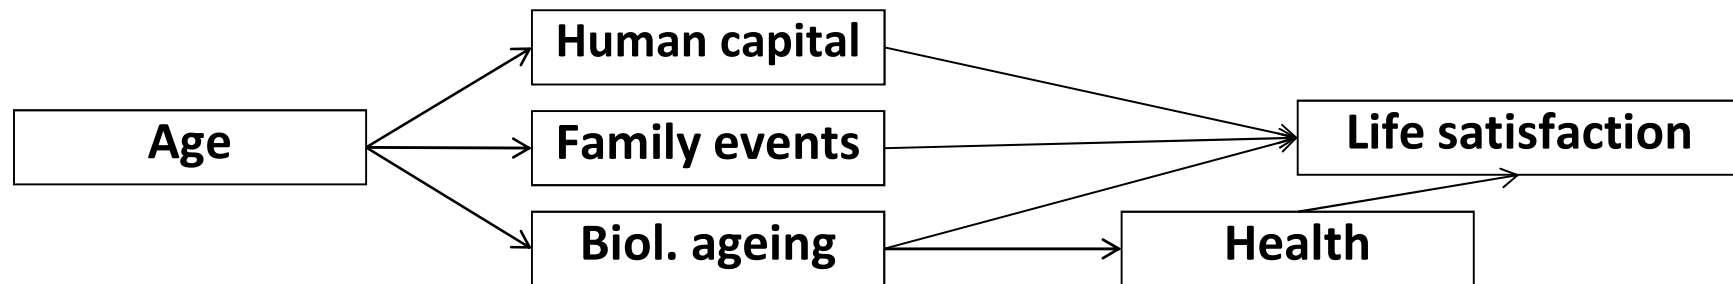 Human capital
Age
Family events
Life satisfaction
Biol. ageing
Health